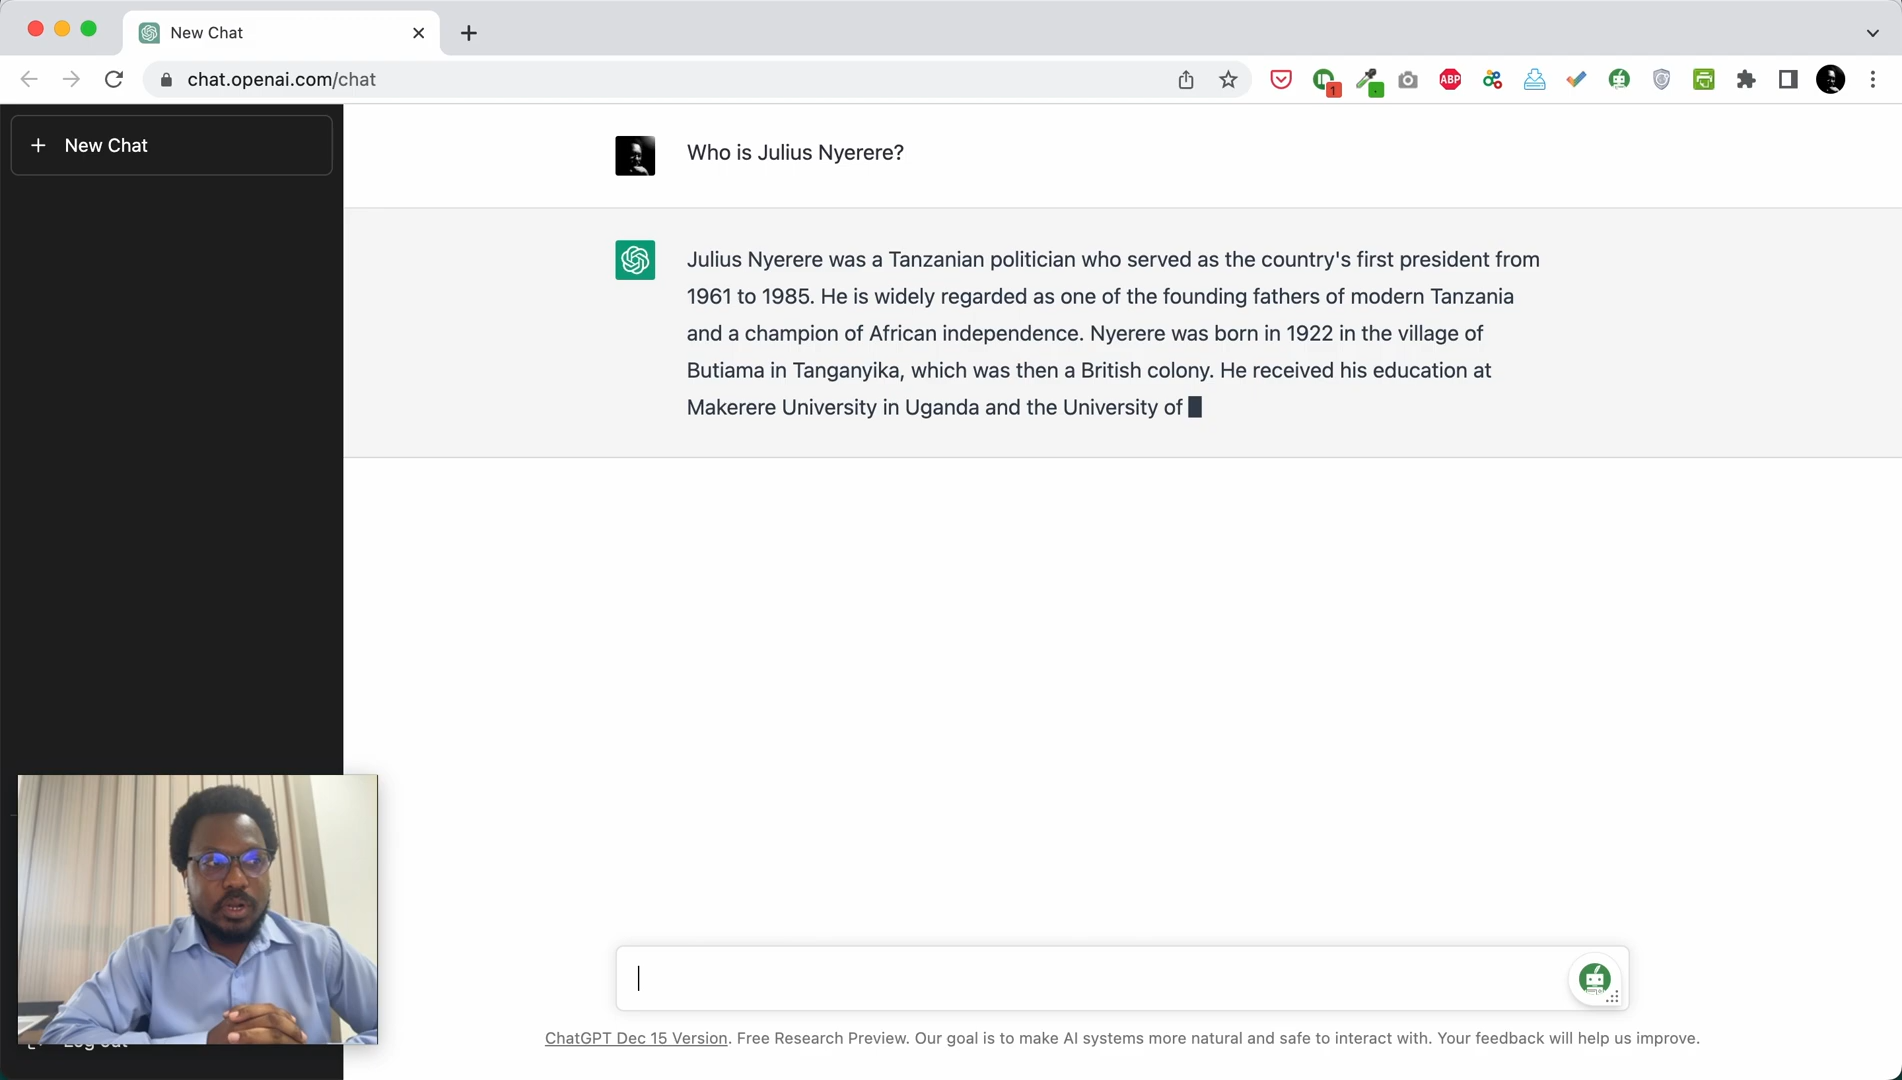 New Chat
chat.openai.com/chat
1
ABP
New Chat
Who is Julius Nyerere?
Julius Nyerere was a Tanzanian politician who served as the country's first president from
1961 to 1985. He is widely regarded as one of the founding fathers of modern Tanzania
and a champion of African independence. Nyerere was born in 1922 in the village of
Butiama in Tanganyika, which was then a British colony. He received his education at
Makerere University in Uganda and the University of
ChatGPT Dec 15 Version. Free Research Preview. Our goal is to make AI systems more natural and safe to interact with. Your feedback will help us improve.